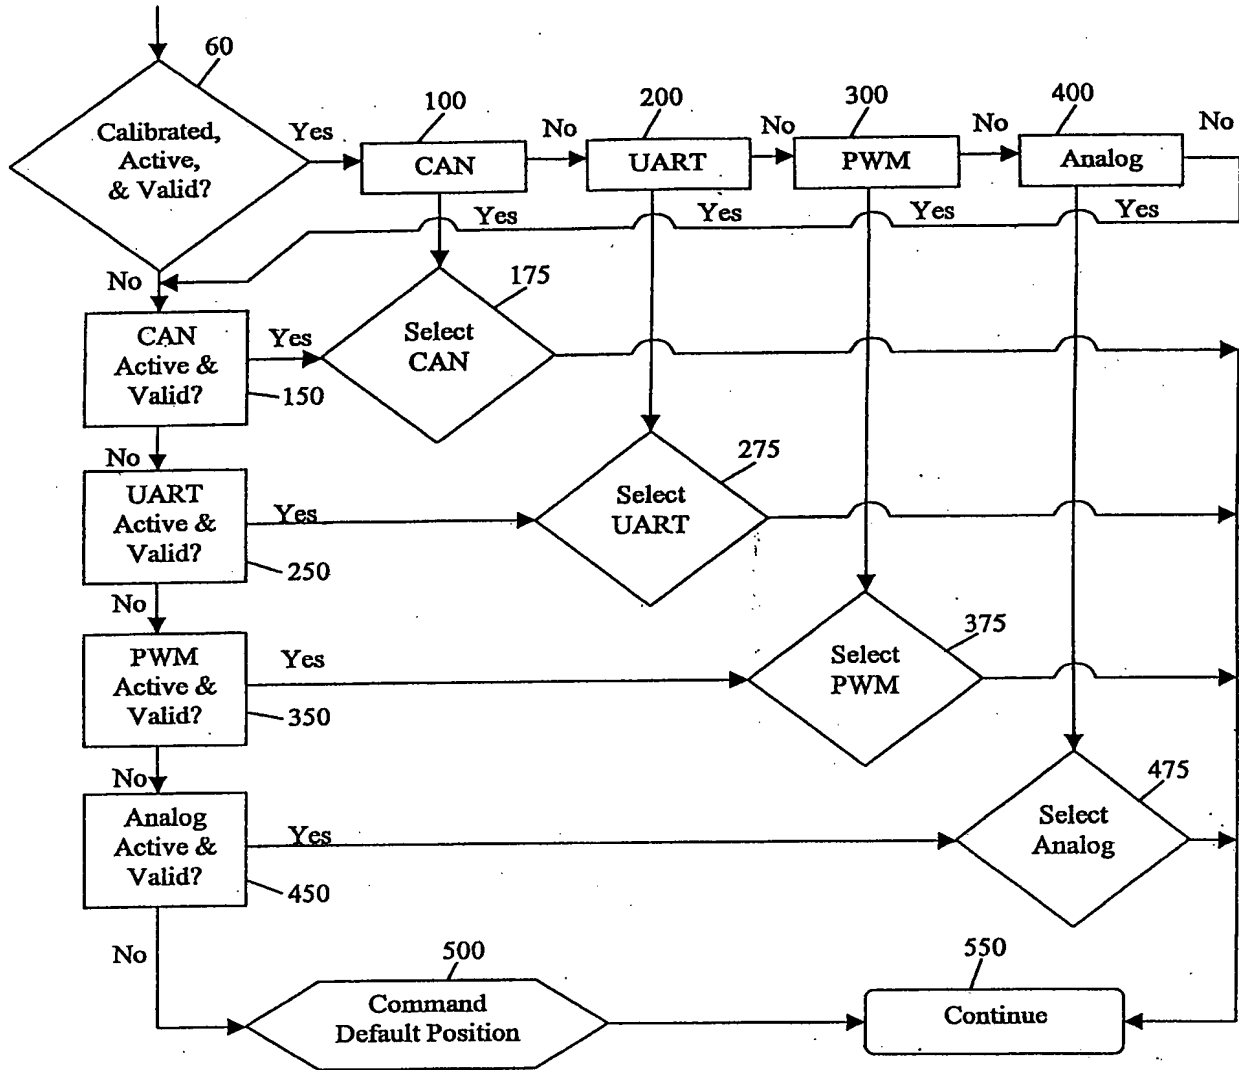 60
Calibrated,
Active,
& Valid?
Yes
100
CAN
No
200
UART
No
300
PWM
No
400
Analog
No
Yes
Yes
Yes
Yes
No
175
Select
CAN
CAN
Active &
Valid?
Yes
150
No
275
Select
UART
UART
Active &
Valid?
Yes
250
No
375
Select
PWM
PWM
Active &
Valid?
Yes
350
No
475
Select
Analog
Analog
Active &
Valid?
Yes
450
No
500
Command
Default Position
550
Continue